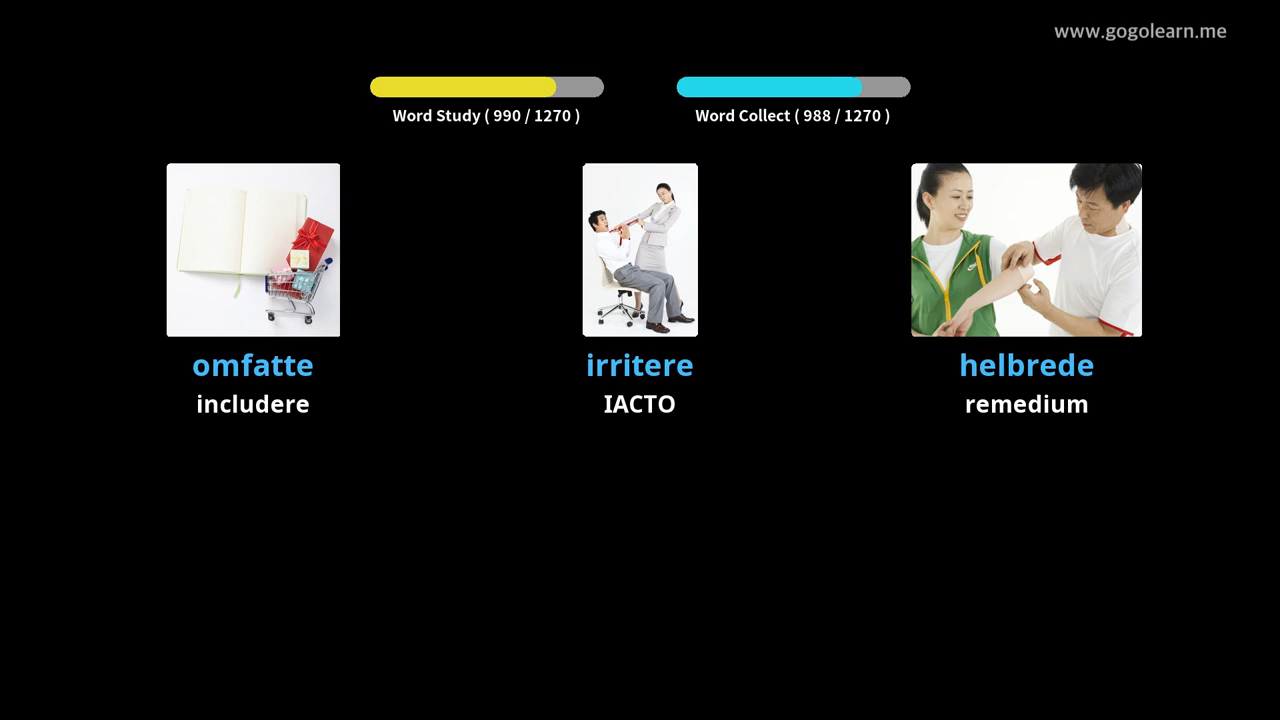 www.gogolearn.me
Word Study ( 990 / 1270 )
Word Collect ( 988 / 1270 )
omfatte
includere
irritere
IACTO
helbrede
remedium